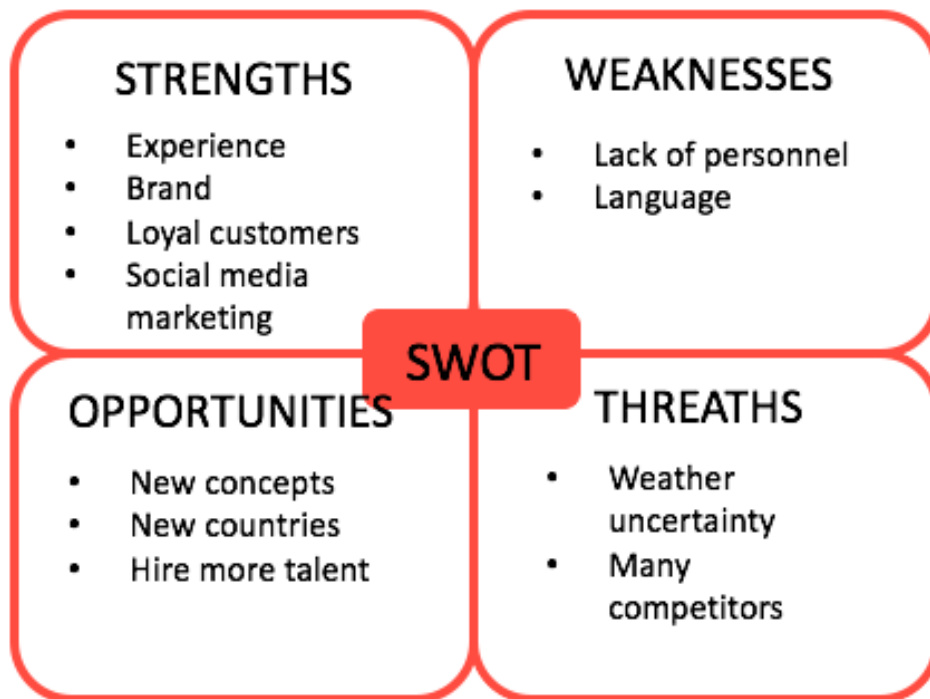 STRENGTHS
• Experience
• Brand
• Loyal customers
• Social media
marketing
WEAKNESSES
• Lack of personnel
• Language
SWOT
OPPORTUNITIES
• New concepts
• New countries
• Hire more talent
THREATHS
• Weather
uncertainty
• Many
competitors